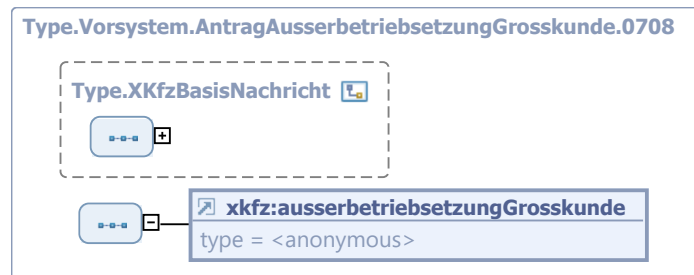 Type.Vorsystem.AntragAusserbetriebsetzungGrosskunde.0708
Type.XKfzBasisNachricht
xkfz:ausserbetriebsetzungGrosskunde
type = <anonymous>